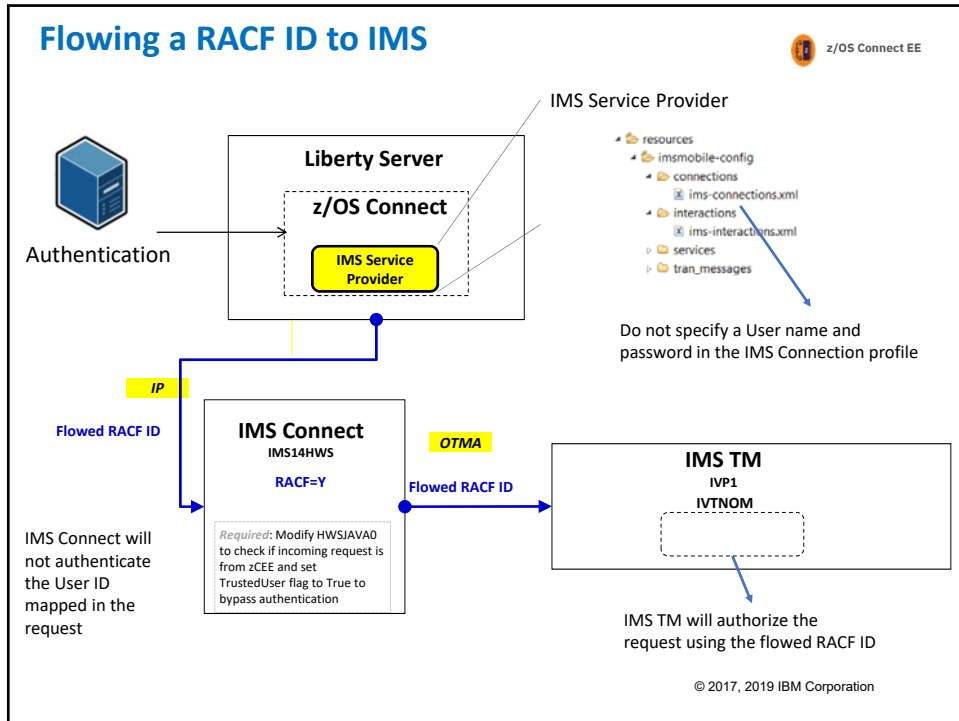 Flowing a RACF ID to IMS
z/OS Connect EE
IMS Service Provider
Liberty Server
z/OS Connect
IMS Service
Provider
Authentication
resources
imsmobile-config
connections
ims-connections.xml
interactions
ims-interactions.xml
services
tran_messages
Do not specify a User name and
password in the IMS Connection profile
IP
Flowed RACF ID
IMS Connect
IMS14HWS
RACF=Y
Required: Modify HWSJAVA0
to check if incoming request is
from zCEE and set
TrustedUser flag to True to
bypass authentication
OTMA
Flowed RACF ID
IMS TM
IVP1
IVTNOM
IMS Connect will
not authenticate
the User ID
mapped in the
request
IMS TM will authorize the
request using the flowed RACF ID
© 2017, 2019 IBM Corporation